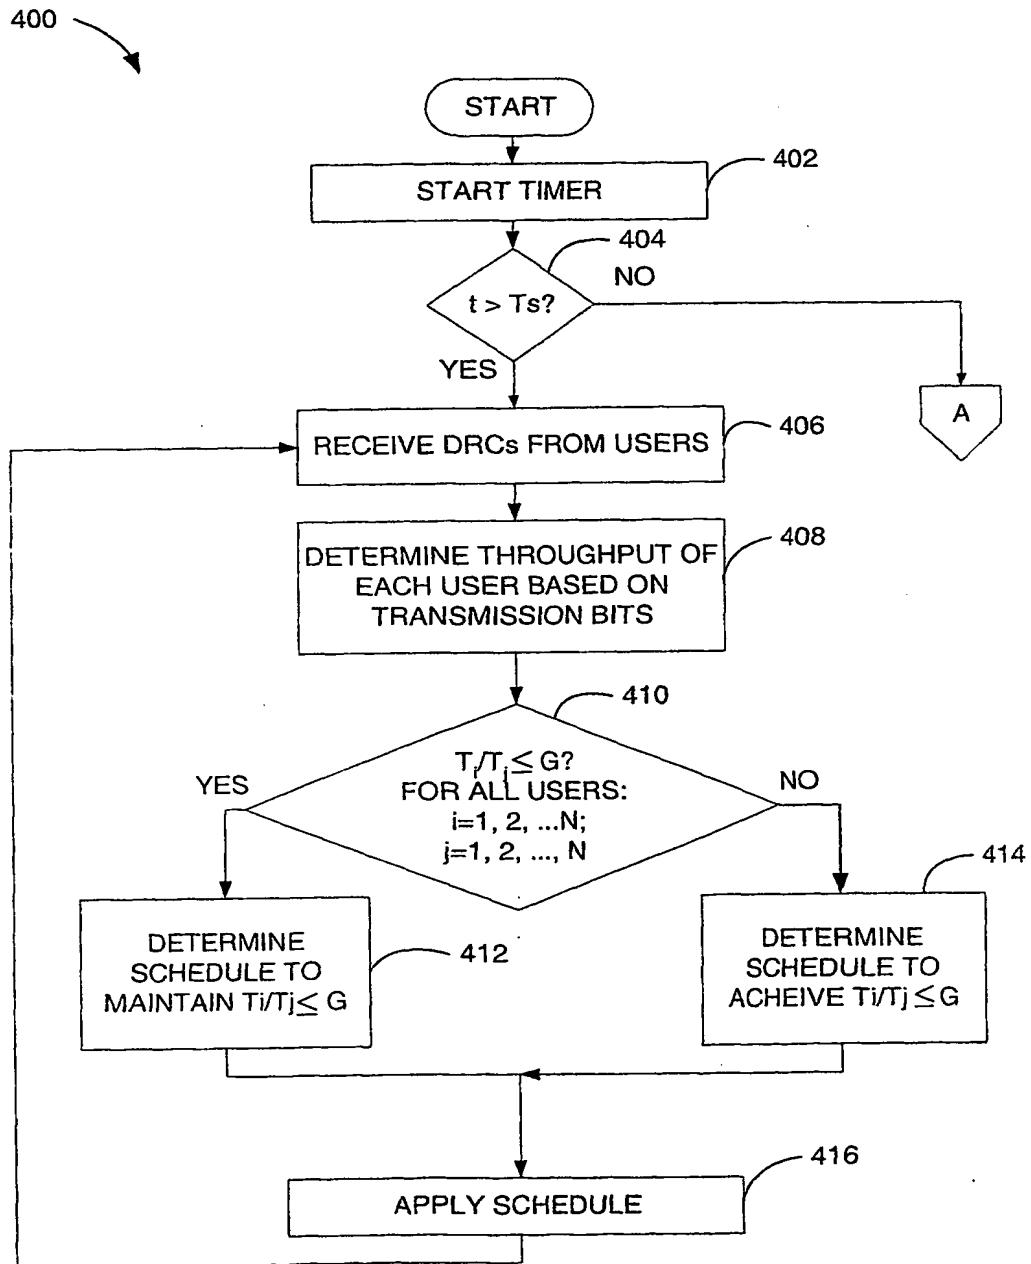 400
START
START TIMER
402
404
t > Ts?
NO
YES
A
RECEIVE DRCs FROM USERS
406
DETERMINE THROUGHPUT OF
EACH USER BASED ON
TRANSMISSION BITS
408
410
Ti/Tj ≤ G?
FOR ALL USERS:
i=1, 2, ...N;
j=1, 2, ..., N
YES
NO
DETERMINE
SCHEDULE TO
MAINTAIN Ti/Tj ≤ G
412
414
DETERMINE
SCHEDULE TO
ACHEIVE Ti/Tj ≤ G
416
APPLY SCHEDULE